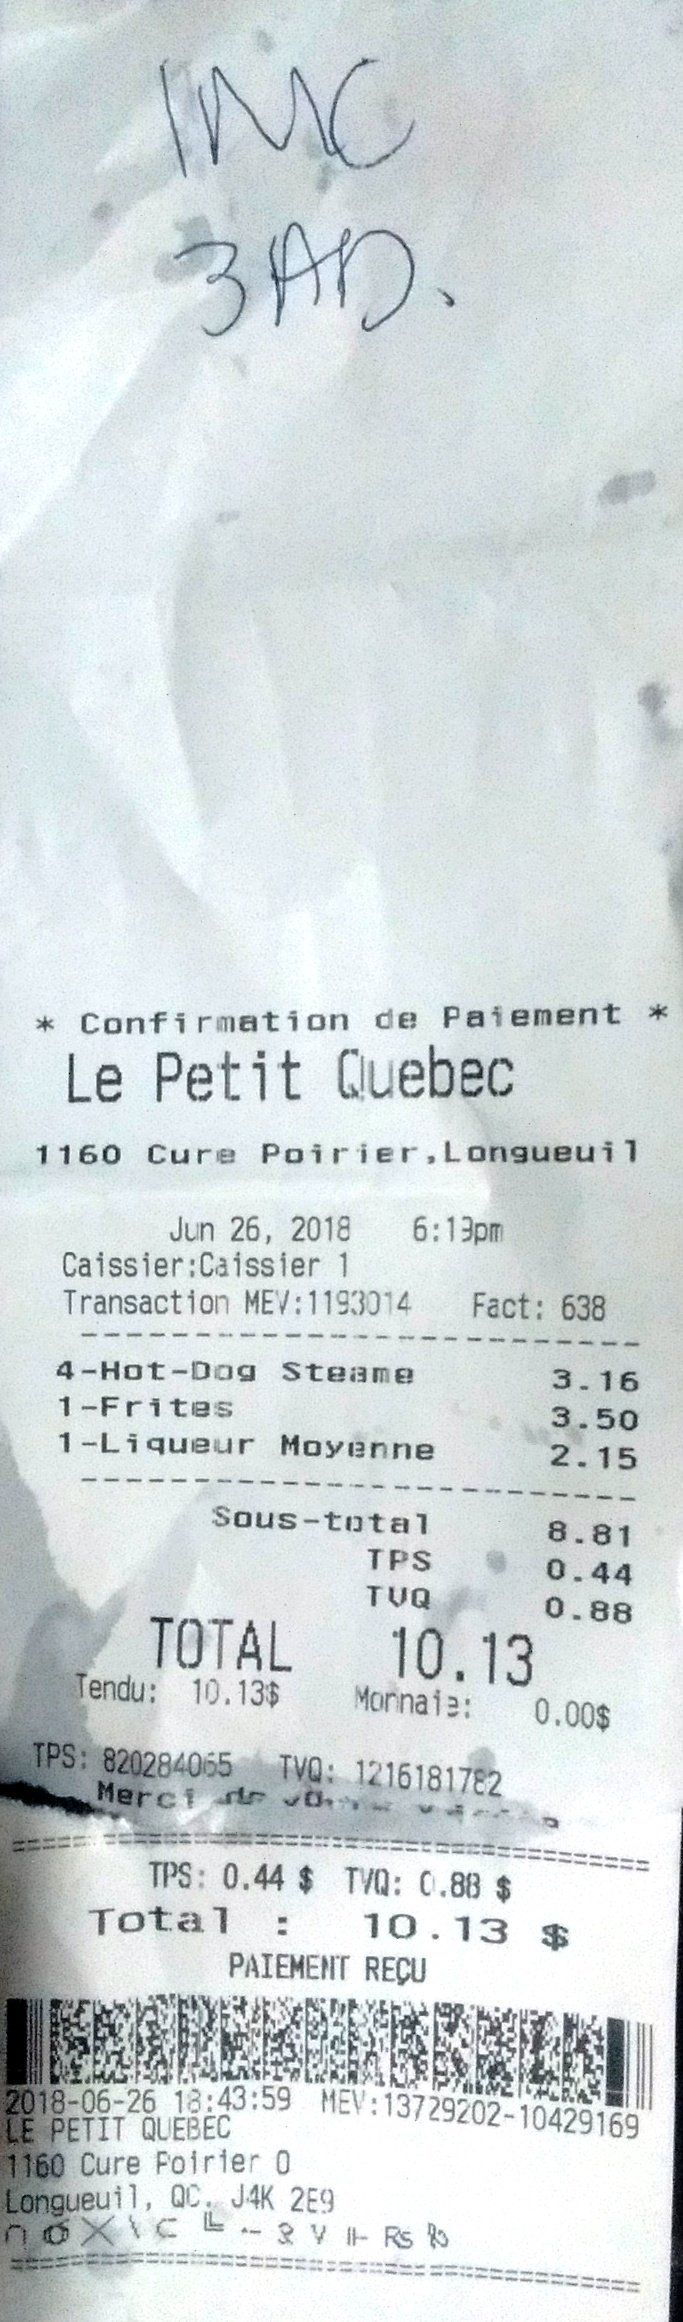 IMC
3 AD.
* Confirmation de Paiement *
Le Petit Quebec
1160 Cure Poirier,Longueuil
Jun 26, 2018 6:13pm
Caissier:Caissier 1
Transaction MEV:1193014 Fact: 638
4-Hot-Dog Steame 3.16
1-Frites 3.50
1-Liqueur Moyenne 2.15
Sous-total 8.81
TPS 0.44
TVQ 0.88
TOTAL 10.13
Tendu: 10.13$ Monnaie: 0.00$
TPS: 820284065 TVQ: 1216181782
Merci de
TPS: 0.44 $ TVQ: 0.88 $
Total : 10.13 $
PAIEMENT REÇU
2018-06-26 18:43:59 MEV:13729202-10429169
LE PETIT QUEBEC
1160 Cure Poirier O
Longueuil, QC, J4K 2E9